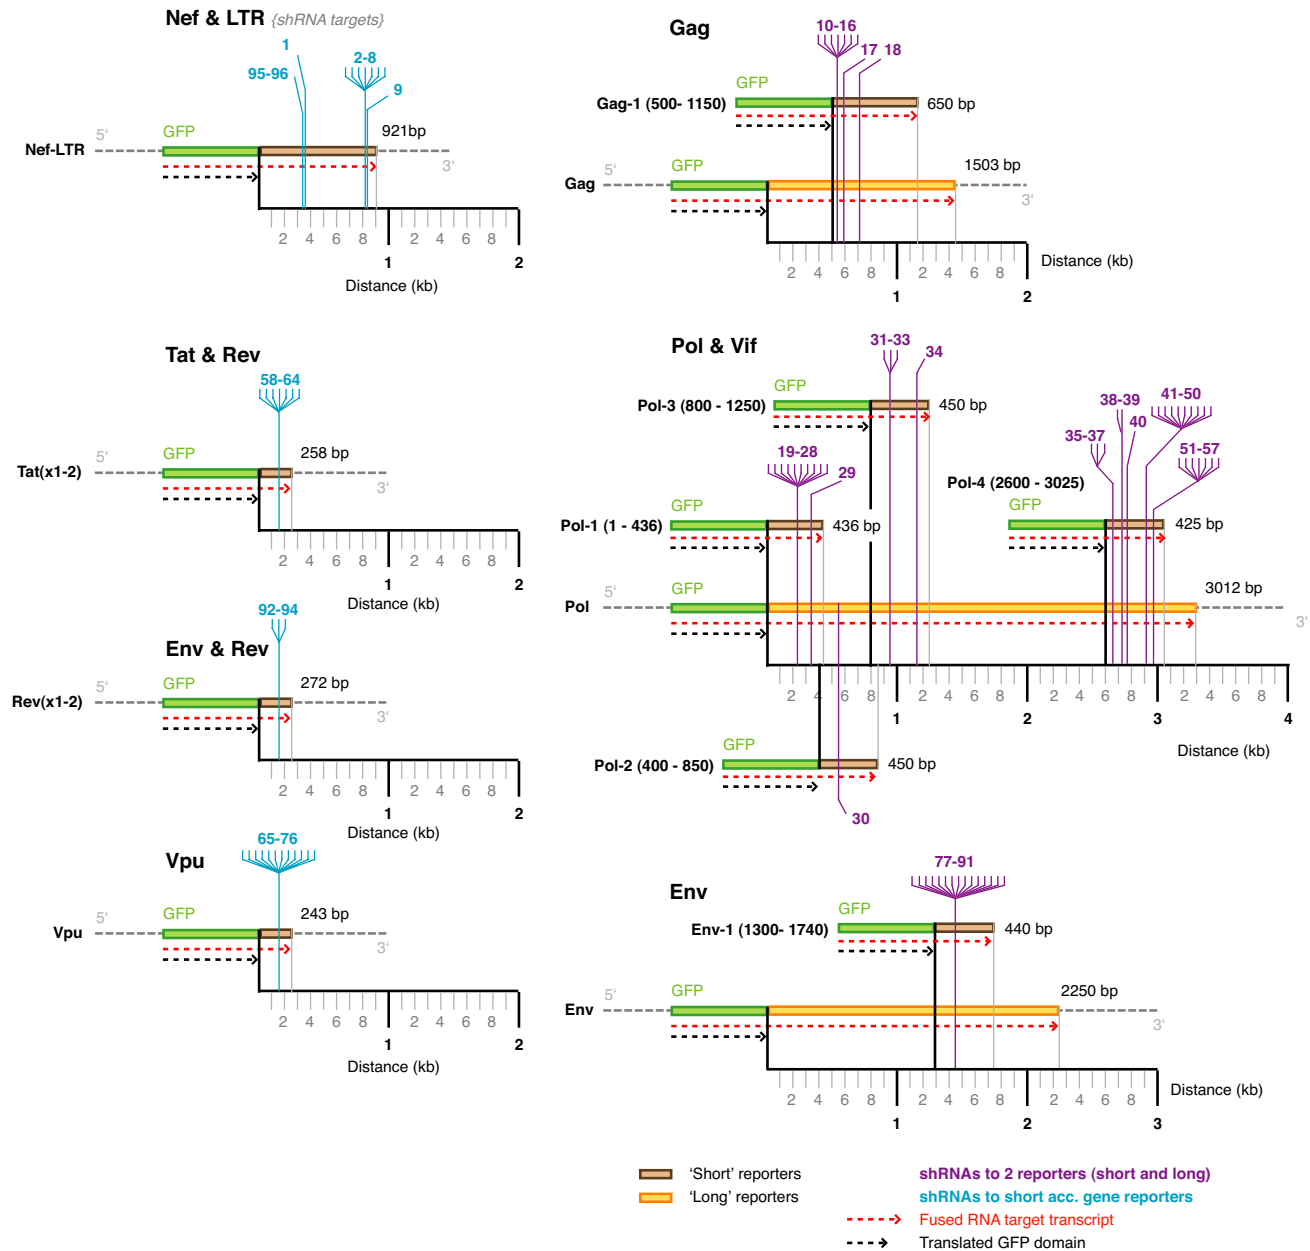 Nef & LTR {shRNA targets}
1
2-8
95-96
9
GFP
921bp
5'
Nef-LTR
3'
2 4 6 8 2 4 6 8
1 2
Distance (kb)
Gag
10-16
17 18
GFP
Gag-1 (500- 1150)
650 bp
GFP
1503 bp
5'
Gag
3'
2 4 6 8 2 4 6 8
Distance (kb)
1 2
Tat & Rev
58-64
GFP
258 bp
5'
Tat(x1-2)
3'
2 4 6 8 2 4 6 8
1 2
Distance (kb)
Env & Rev
92-94
GFP
272 bp
5'
Rev(x1-2)
3'
2 4 6 8 2 4 6 8
1 2
Distance (kb)
Vpu
65-76
GFP
243 bp
5'
Vpu
3'
2 4 6 8 2 4 6 8
1 2
Distance (kb)
Pol & Vif
31-33
34
GFP
Pol-3 (800 - 1250)
450 bp
38-39
41-50
40
35-37
51-57
19-28
29
Pol-4 (2600 - 3025)
GFP
GFP
Pol-1 (1 - 436)
436 bp
425 bp
GFP
3012 bp
5'
Pol
3'
2 4 6 8 2 4 6 8 2 4 6 8 2 4 6 8
1 2 3 4
Distance (kb)
GFP
Pol-2 (400 - 850)
450 bp
30
Env
77-91
GFP
Env-1 (1300- 1740)
440 bp
GFP
2250 bp
5'
Env
3'
2 4 6 8 2 4 6 8 2 4 6 8
Distance (kb)
1 2 3
'Short' reporters
'Long' reporters
shRNAs to 2 reporters (short and long)
shRNAs to short acc. gene reporters
Fused RNA target transcript
Translated GFP domain